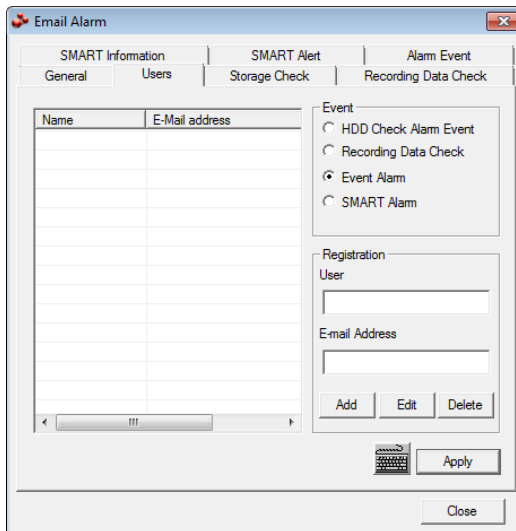 Email Alarm
SMART Information SMART Alert Alarm Event
General Users Storage Check Recording Data Check
Name E-Mail address
Event
HDD Check Alarm Event
Recording Data Check
Event Alarm
SMART Alarm
Registration
User
E-mail Address
Add Edit Delete
Apply
Close